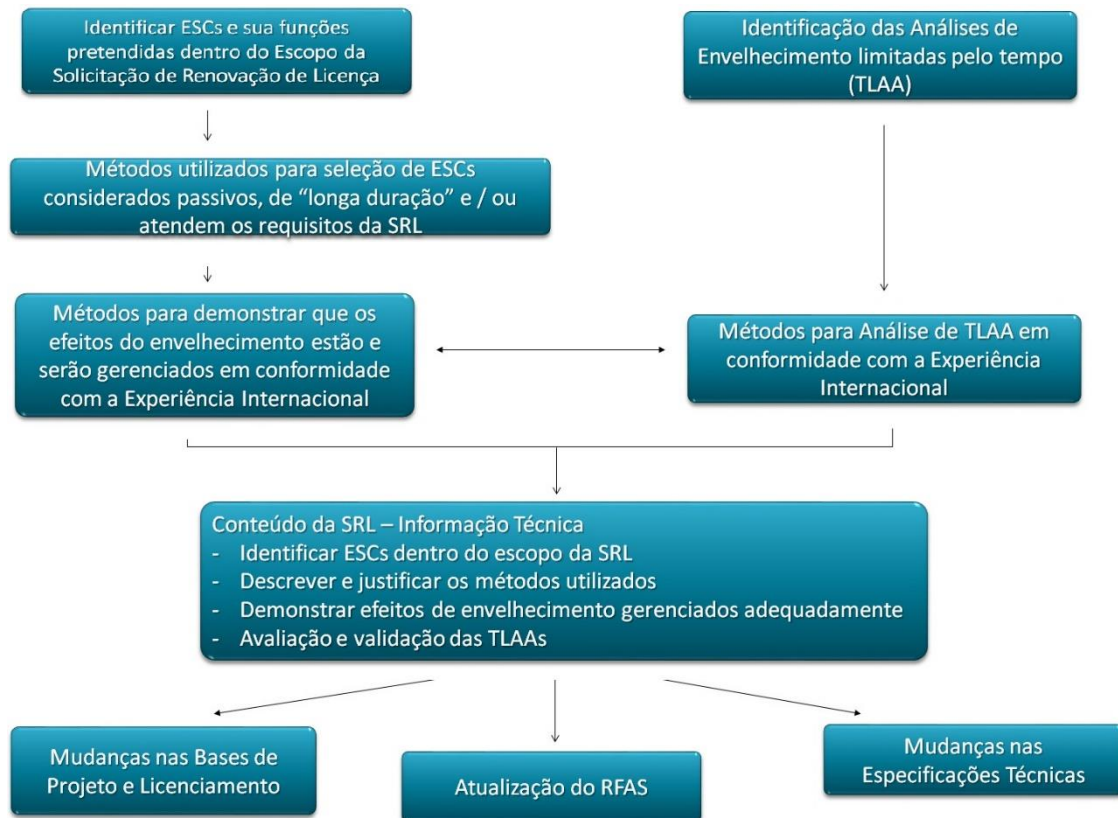 Identificar ESCs e sua funções
pretendidas dentro do Escopo da
Solicitação de Renovação de Licença
Identificação das Análises de
Envelhecimento limitadas pelo tempo
(TLAA)
Métodos utilizados para seleção de ESCs
considerados passivos, de “longa duração” e / ou
atendem os requisitos da SRL
Métodos para demonstrar que os
efeitos do envelhecimento estão e
serão gerenciados em conformidade
com a Experiência Internacional
Métodos para Análise de TLAA em
conformidade com a Experiência
Internacional
Conteúdo da SRL – Informação Técnica
- Identificar ESCs dentro do escopo da SRL
- Descrever e justificar os métodos utilizados
- Demonstrar efeitos de envelhecimento gerenciados adequadamente
- Avaliação e validação das TLAAs
Mudanças nas Bases de
Projeto e Licenciamento
Atualização do RFAS
Mudanças nas
Especificações Técnicas